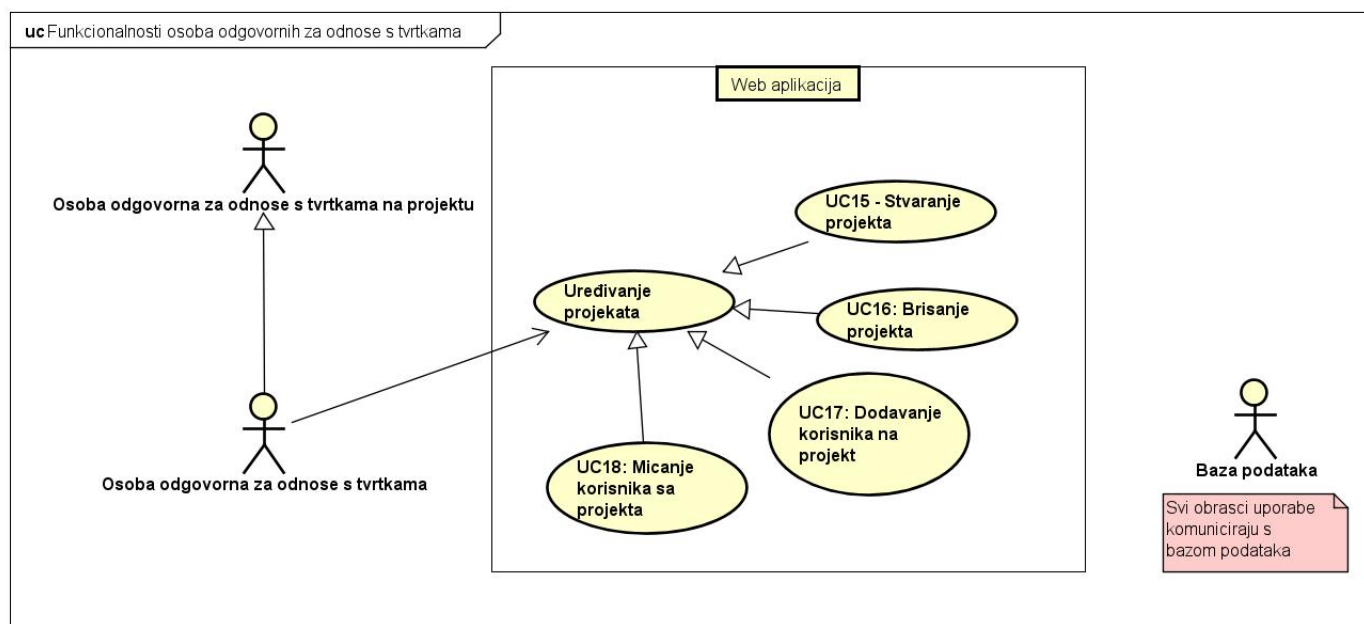 uc Funkcionalnosti osoba odgovornih za odnose s tvrtkama
Web aplikacija
Osoba odgovorna za odnose s tvrtkama na projektu
UC15 - Stvaranje
projekta
Uređivanje
projekata
UC16: Brisanje
projekta
UC17: Dodavanje
korisnika na
projekt
UC18: Micanje
korisnika sa
projekta
Osoba odgovorna za odnose s tvrtkama
Baza podataka
Svi obrasci uporabe
komuniciraju s
bazom podataka